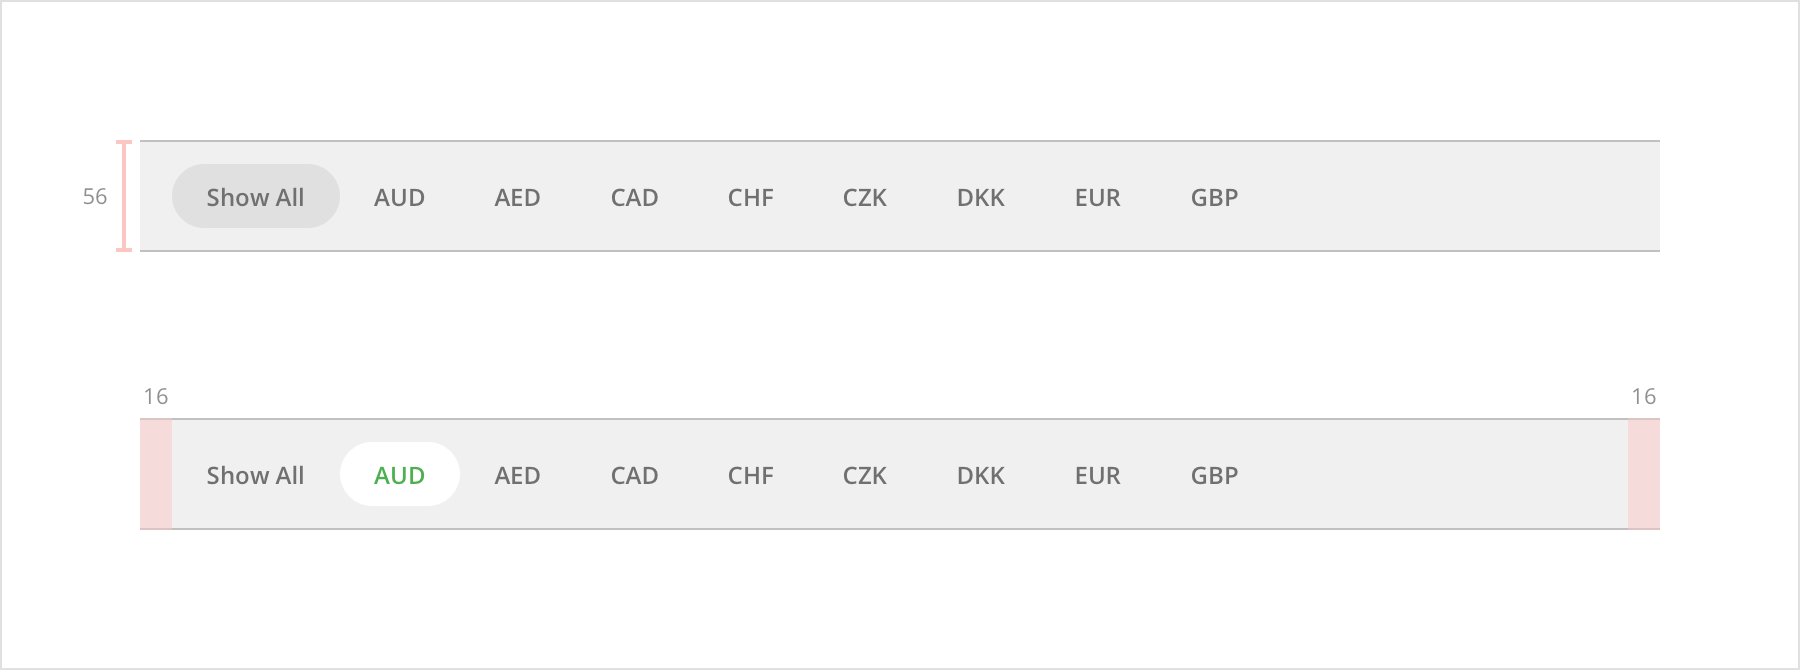 56 Show All AUD AED CAD CHF CZK DKK EUR GBP
16 16
Show All AUD AED CAD CHF CZK DKK EUR GBP